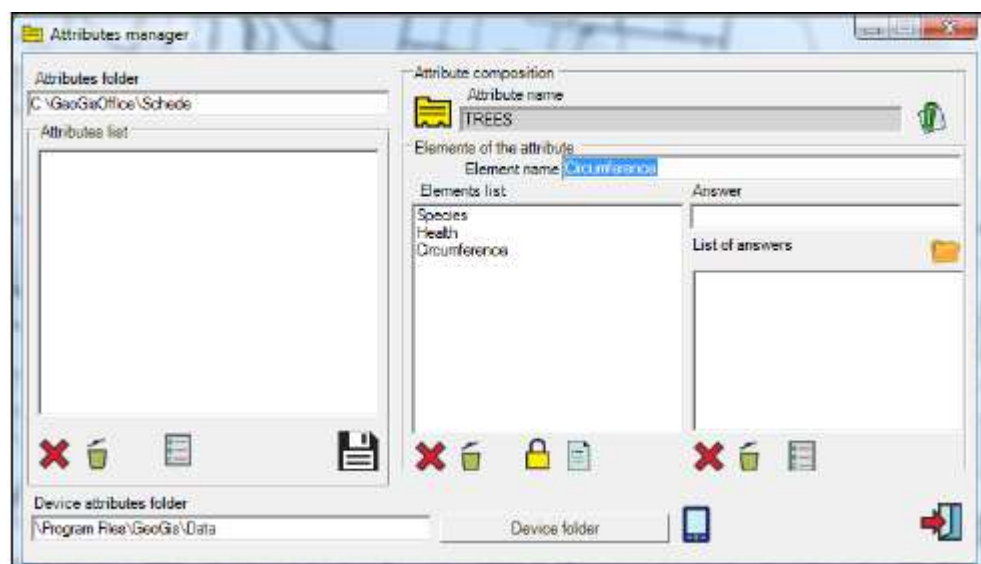 Attributes manager
Attributes folder
C:\GeoGisOffice\Schede
Attributes list
Attribute composition
Attribute name
TREES
Elements of the attribute
Element name Circumference
Elements list
Species
Health
Circumference
Answer
List of answers
Device attributes folder
\Program Files\GeoGis\Data
Device folder